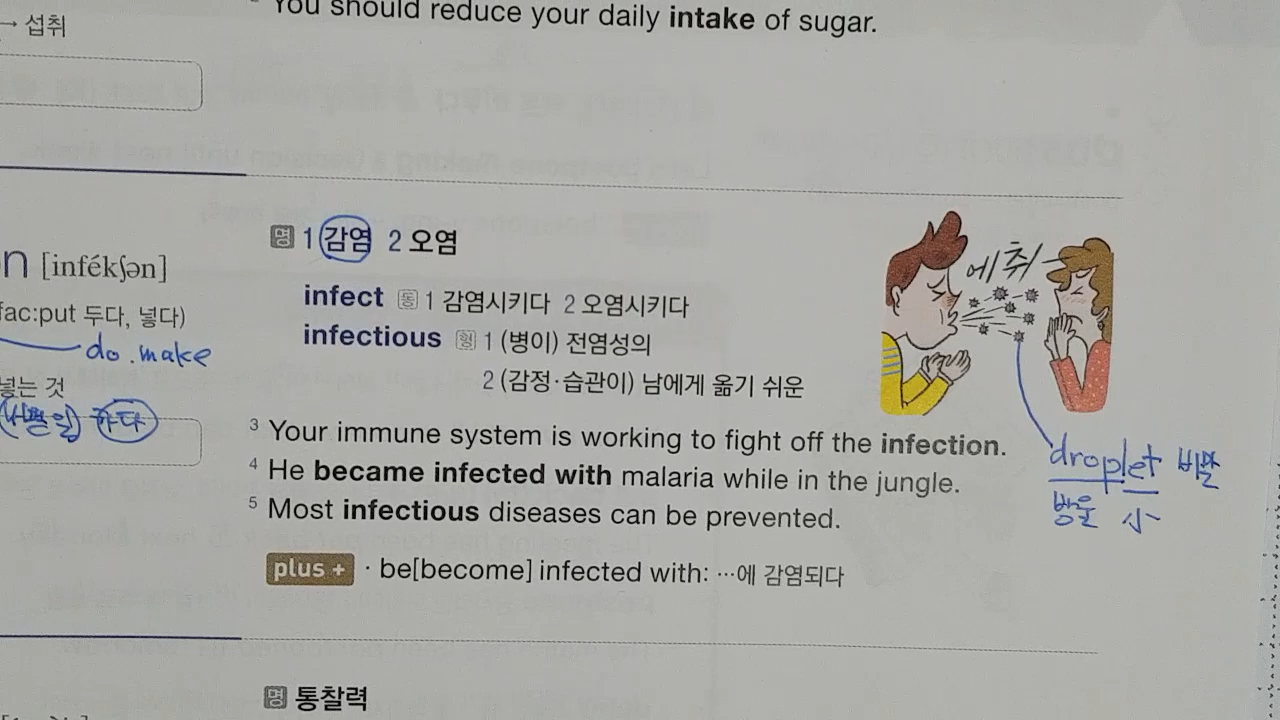 You should reduce your daily intake of sugar.
→ 섭취
명 1 감염 2 오염
n [infékʃən]
infect 동 1 감염시키다 2 오염시키다
fac:put 두다, 넣다)
infectious 형 1 (병이) 전염성의
do.make
2 (감정·습관이) 남에게 옮기 쉬운
넣는 것
하다
에취
3 Your immune system is working to fight off the infection.
4 He became infected with malaria while in the jungle.
5 Most infectious diseases can be prevented.
droplet 비말
방울 小
plus + · be[become] infected with: …에 감염되다
명 통찰력